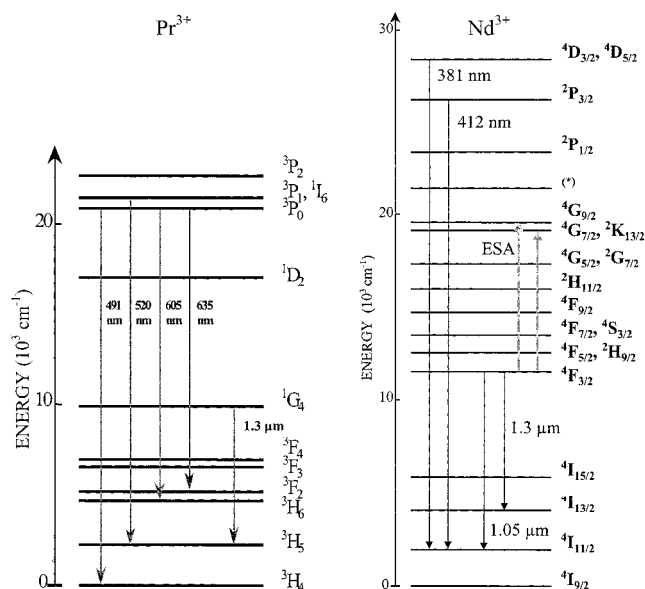 Pr³⁺
ENERGY (10³ cm⁻¹)
20
10
0
³P₂
³P₁, ¹I₆
³P₀
¹D₂
491 nm
520 nm
605 nm
635 nm
¹G₄
1.3 µm
³F₄
³F₃
³F₂
³H₆
³H₅
³H₄
Nd³⁺
ENERGY (10³ cm⁻¹)
30
20
10
0
⁴D₃/₂, ⁴D₅/₂
381 nm
²P₃/₂
412 nm
²P₁/₂
(*)
⁴G₉/₂
⁴G₇/₂, ²K₁₃/₂
ESA
⁴G₅/₂, ²G₇/₂
²H₁₁/₂
⁴F₉/₂
⁴F₇/₂, ⁴S₃/₂
⁴F₅/₂, ²H₉/₂
⁴F₃/₂
1.3 µm
⁴I₁₅/₂
⁴I₁₃/₂
1.05 µm
⁴I₁₁/₂
⁴I₉/₂